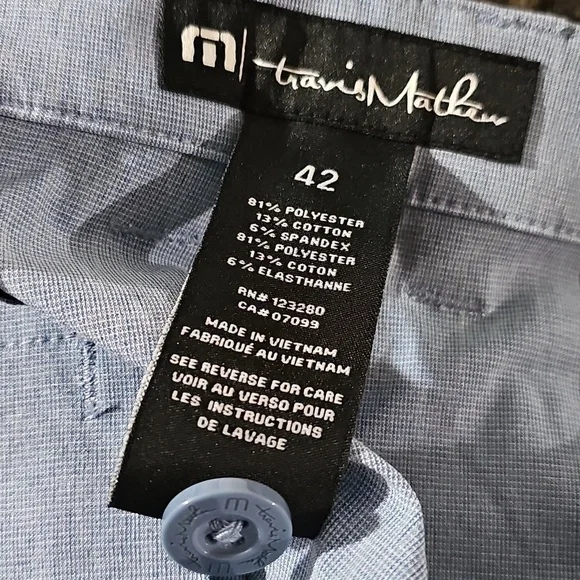 m travisMathew
42
81% POLYESTER
13% COTTON
6% SPANDEX
81% POLYESTER
13% COTON
6% ELASTHANNE
RN# 123280
CA# 07099
MADE IN VIETNAM
FABRIQUÉ AU VIETNAM
SEE REVERSE FOR CARE
VOIR AU VERSO POUR
LES INSTRUCTIONS
DE LAVAGE
m travisMathew